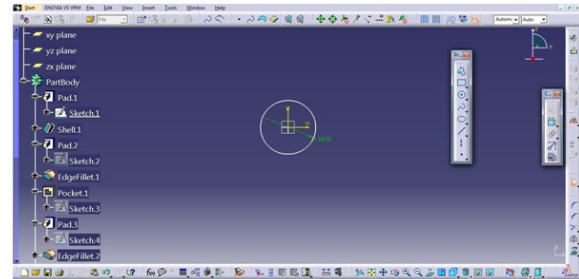 Start ENOVIA V5 VPM File Edit View Insert Tools Window Help
Autom Auto
xy plane
yz plane
zx plane
PartBody
Pad.1
Sketch.1
Shell.1
Pad.2
Sketch.2
EdgeFillet.1
Pocket.1
Sketch.3
Pad.3
Sketch.4
EdgeFillet.2